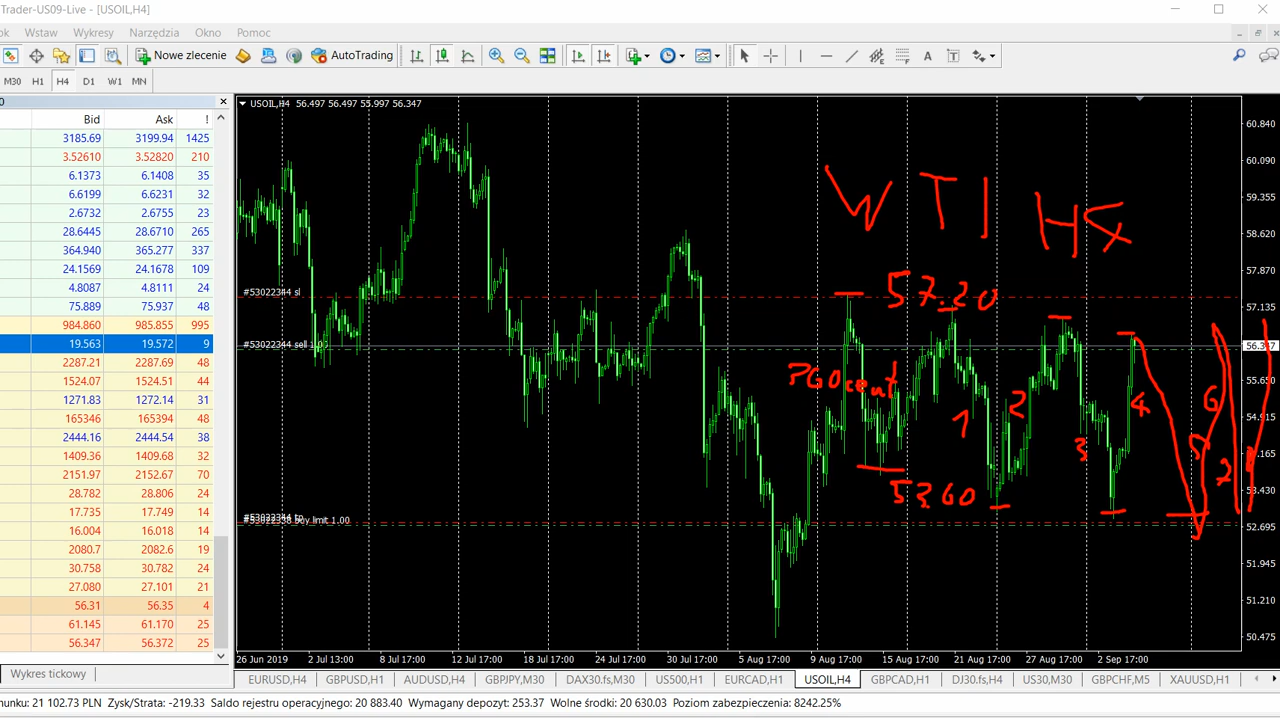 Trader-US09-Live - [USOIL,H4]
Wstaw Wykresy Narzędzia Okno Pomoc
Nowe zlecenie AutoTrading
M30 H1 H4 D1 W1 MN
Bid Ask !
3185.69 3199.94 1425
3.52610 3.52820 210
6.1373 6.1408 35
6.6199 6.6231 32
2.6732 2.6755 23
28.6445 28.6710 265
364.940 365.277 337
24.1569 24.1678 109
4.8087 4.8087 24
75.889 75.937 48
984.860 985.855 995
19.563 19.572 9
2287.21 2287.69 48
1524.07 1524.51 44
1271.83 1272.14 31
165346 165394 48
2444.16 2444.54 38
1409.36 1409.68 32
2151.97 2152.67 70
28.782 28.806 24
17.735 17.749 14
16.004 16.018 14
2080.7 2082.6 19
30.758 30.782 24
27.080 27.101 21
56.31 56.35 4
61.145 61.170 25
56.347 56.372 25
Wykres tickowy
USOIL,H4 56.497 56.497 55.997 56.347
WTI H4
#53022344 sl
57.20
#53022344 sell 1.00
1 2 3 4 6
53.60
buy limit 1.00
60.840
60.090
59.355
58.620
57.870
57.135
56.347
55.650
54.915
54.165
53.430
52.695
51.945
51.210
50.475
26 Jun 2019 2 Jul 13:00 8 Jul 17:00 12 Jul 17:00 18 Jul 17:00 24 Jul 17:00 30 Jul 17:00 5 Aug 17:00 9 Aug 17:00 15 Aug 17:00 21 Aug 17:00 27 Aug 17:00 2 Sep 17:00
EURUSD,H4 GBPUSD,H1 AUDUSD,H4 GBPJPY,M30 DAX30.fs,M30 US500,H1 EURCAD,H1 USOIL,H4 GBPCAD,H1 DJ30.fs,H4 US30,M30 GBPCHF,M5 XAUUSD,H1
hunku: 21 102.73 PLN Zysk/Strata: -219.33 Saldo rejestru operacyjnego: 20 883.40 Wymagany depozyt: 253.37 Wolne środki: 20 630.03 Poziom zabezpieczenia: 8242.25%